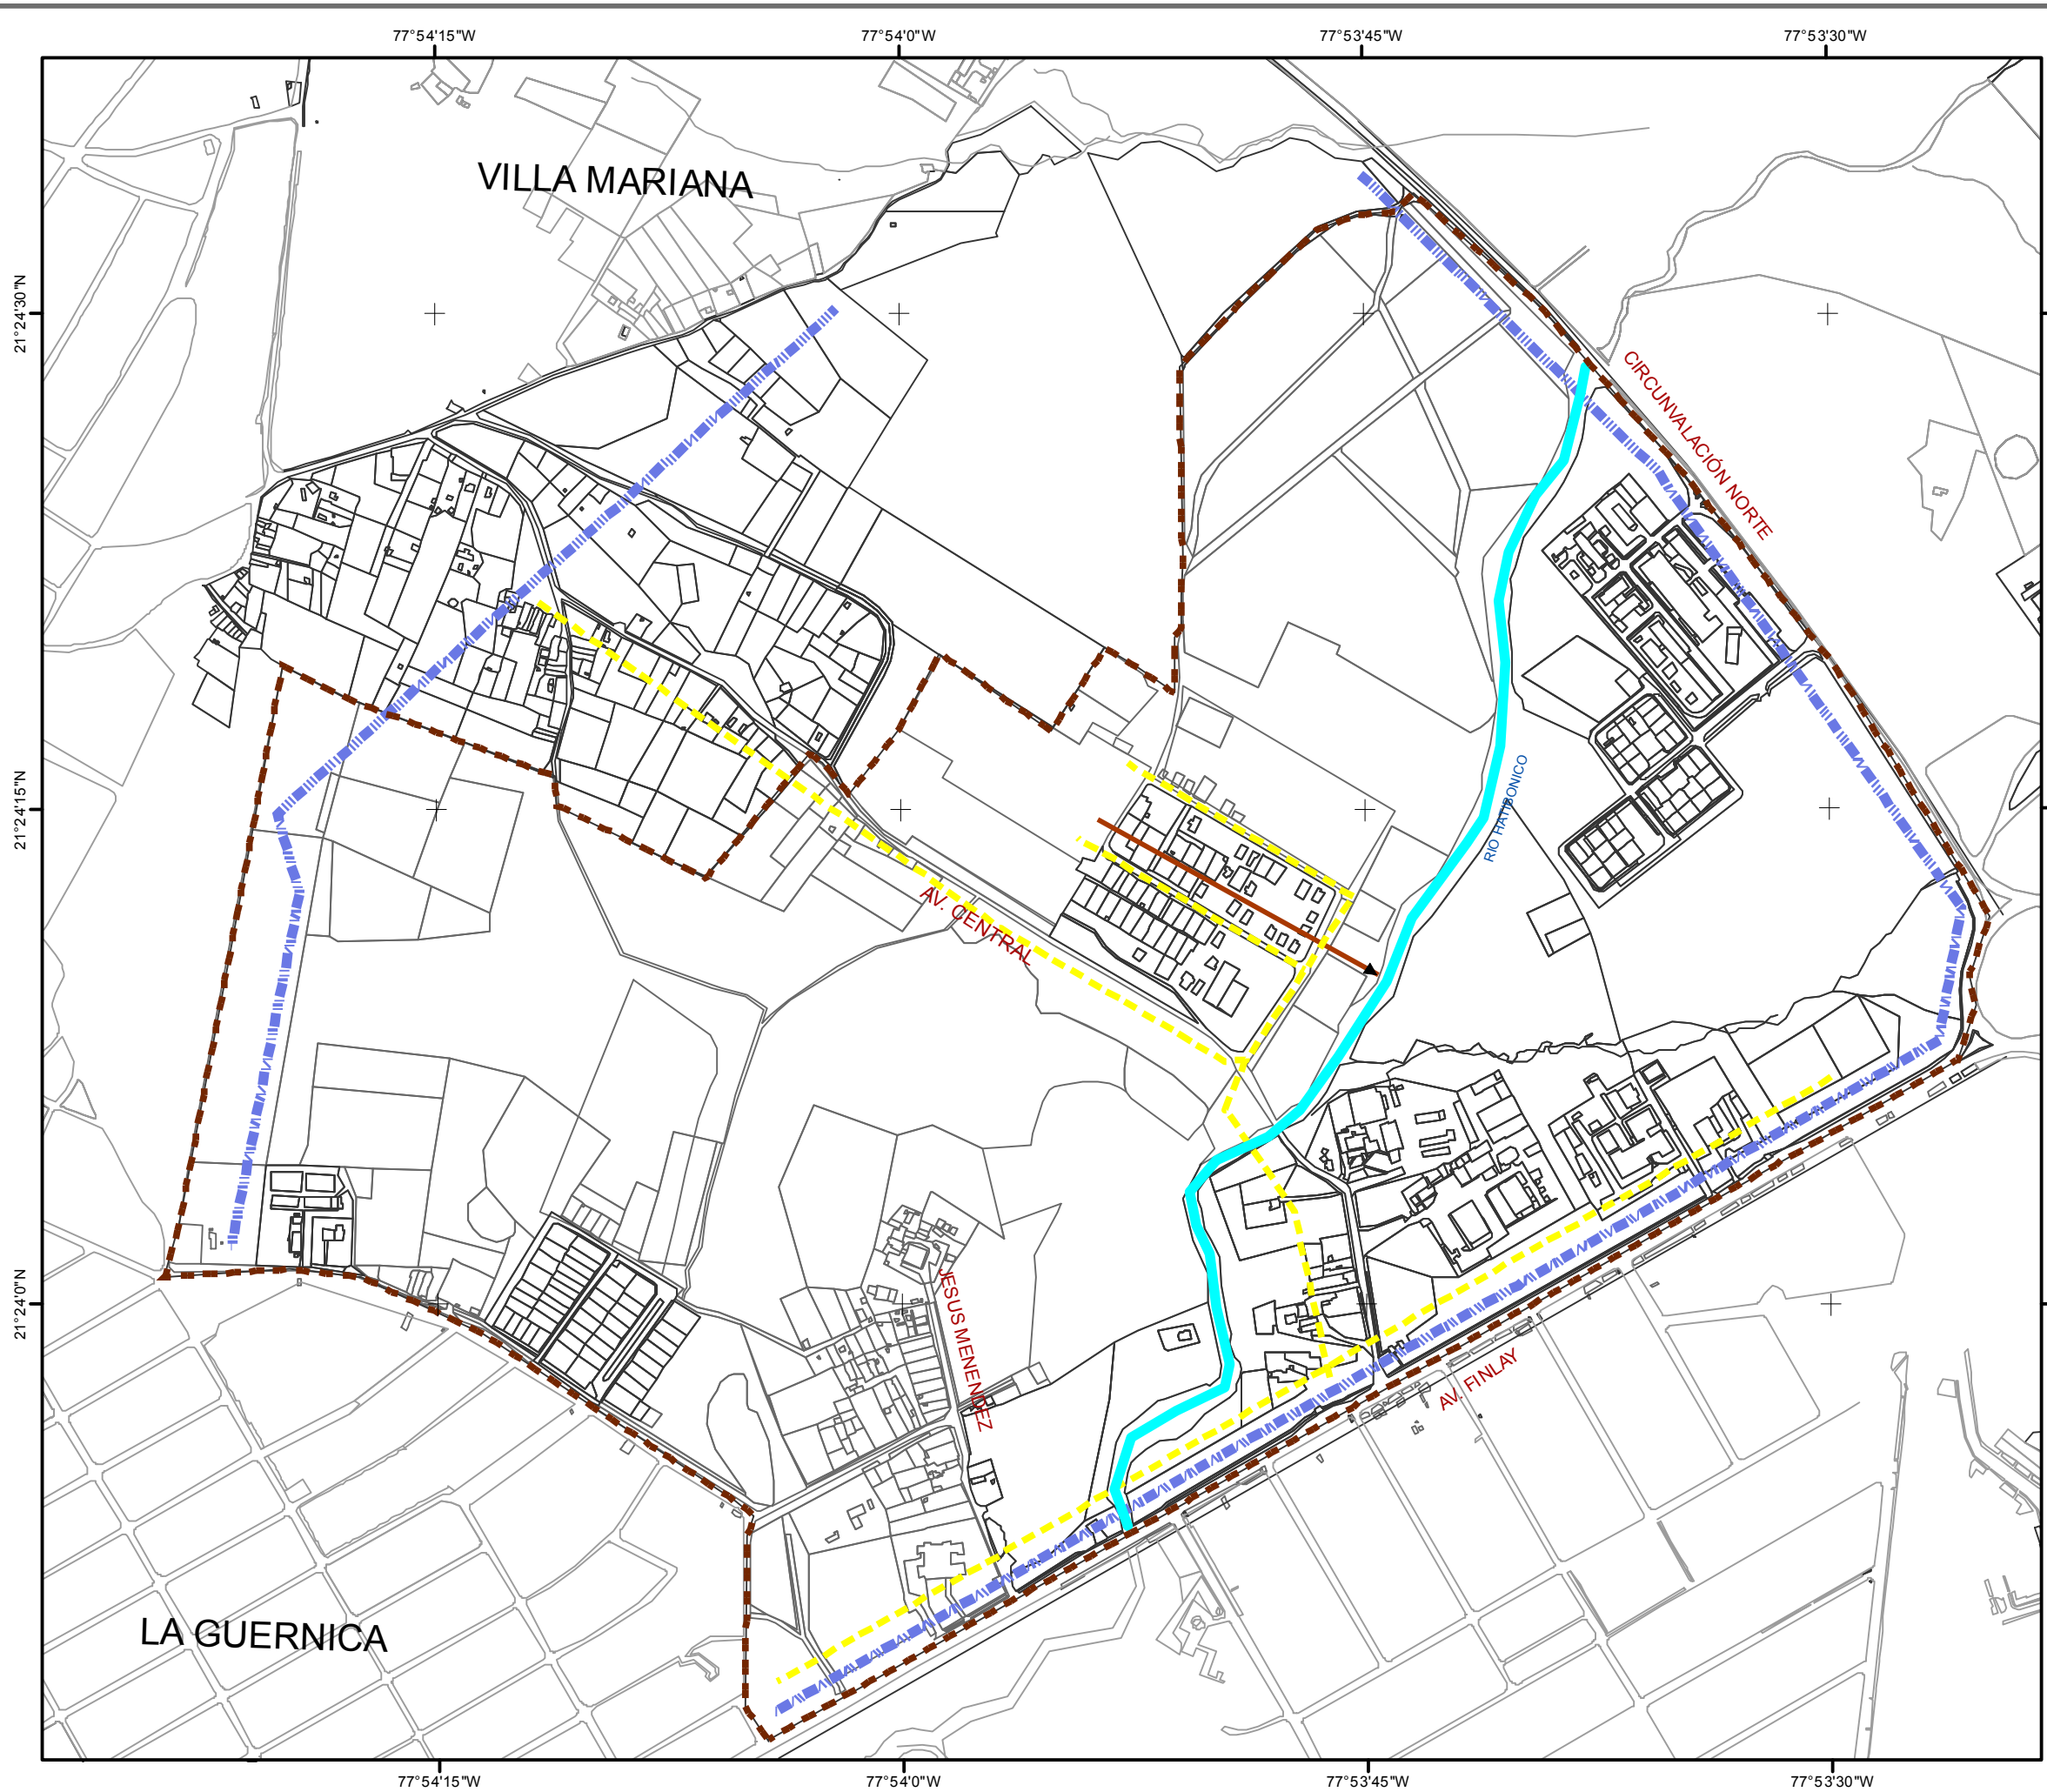 77°54'15"W
77°54'0"W
77°53'45"W
77°53'30"W
VILLA MARIANA
21°24'30"N
CIRCUNVALACIÓN NORTE
21°24'15"N
RIO HATIBONICO
AV. CENTRAL
21°24'0"N
JESUS MENENDEZ
AV. FINLAY
LA GUERNICA
77°54'15"W
77°54'0"W
77°53'45"W
77°53'30"W